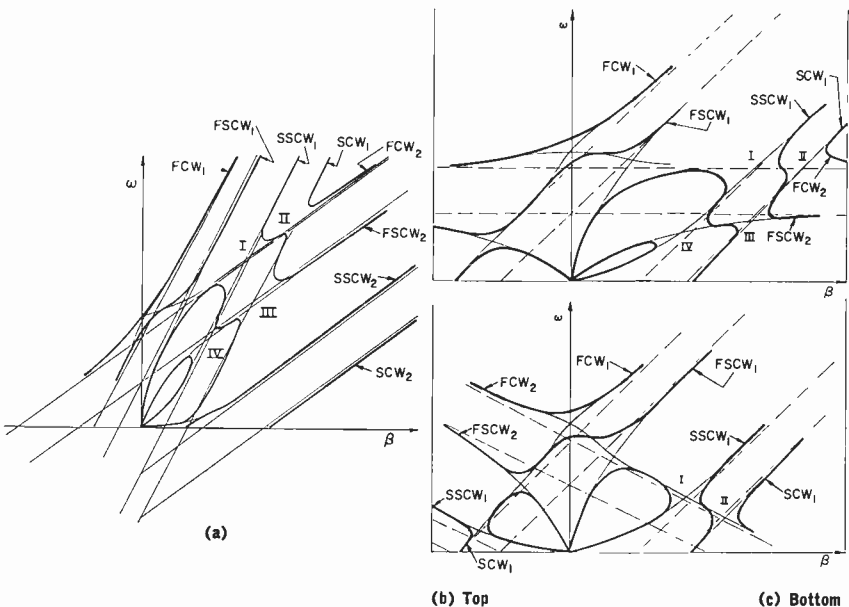 ω
FCW₁
FSCW₁
SSCW₁
SCW₁
FCW₂
II
I
FSCW₂
III
SSCW₂
IV
SCW₂
β
(a)
ω
FCW₁
FSCW₁
SSCW₁
SCW₁
I
II
FCW₂
FSCW₂
IV
III
β
ω
FCW₂
FCW₁
FSCW₁
FSCW₂
SSCW₁
SSCW₁
I
II
SCW₁
SCW₁
β
(b) Top
(c) Bottom